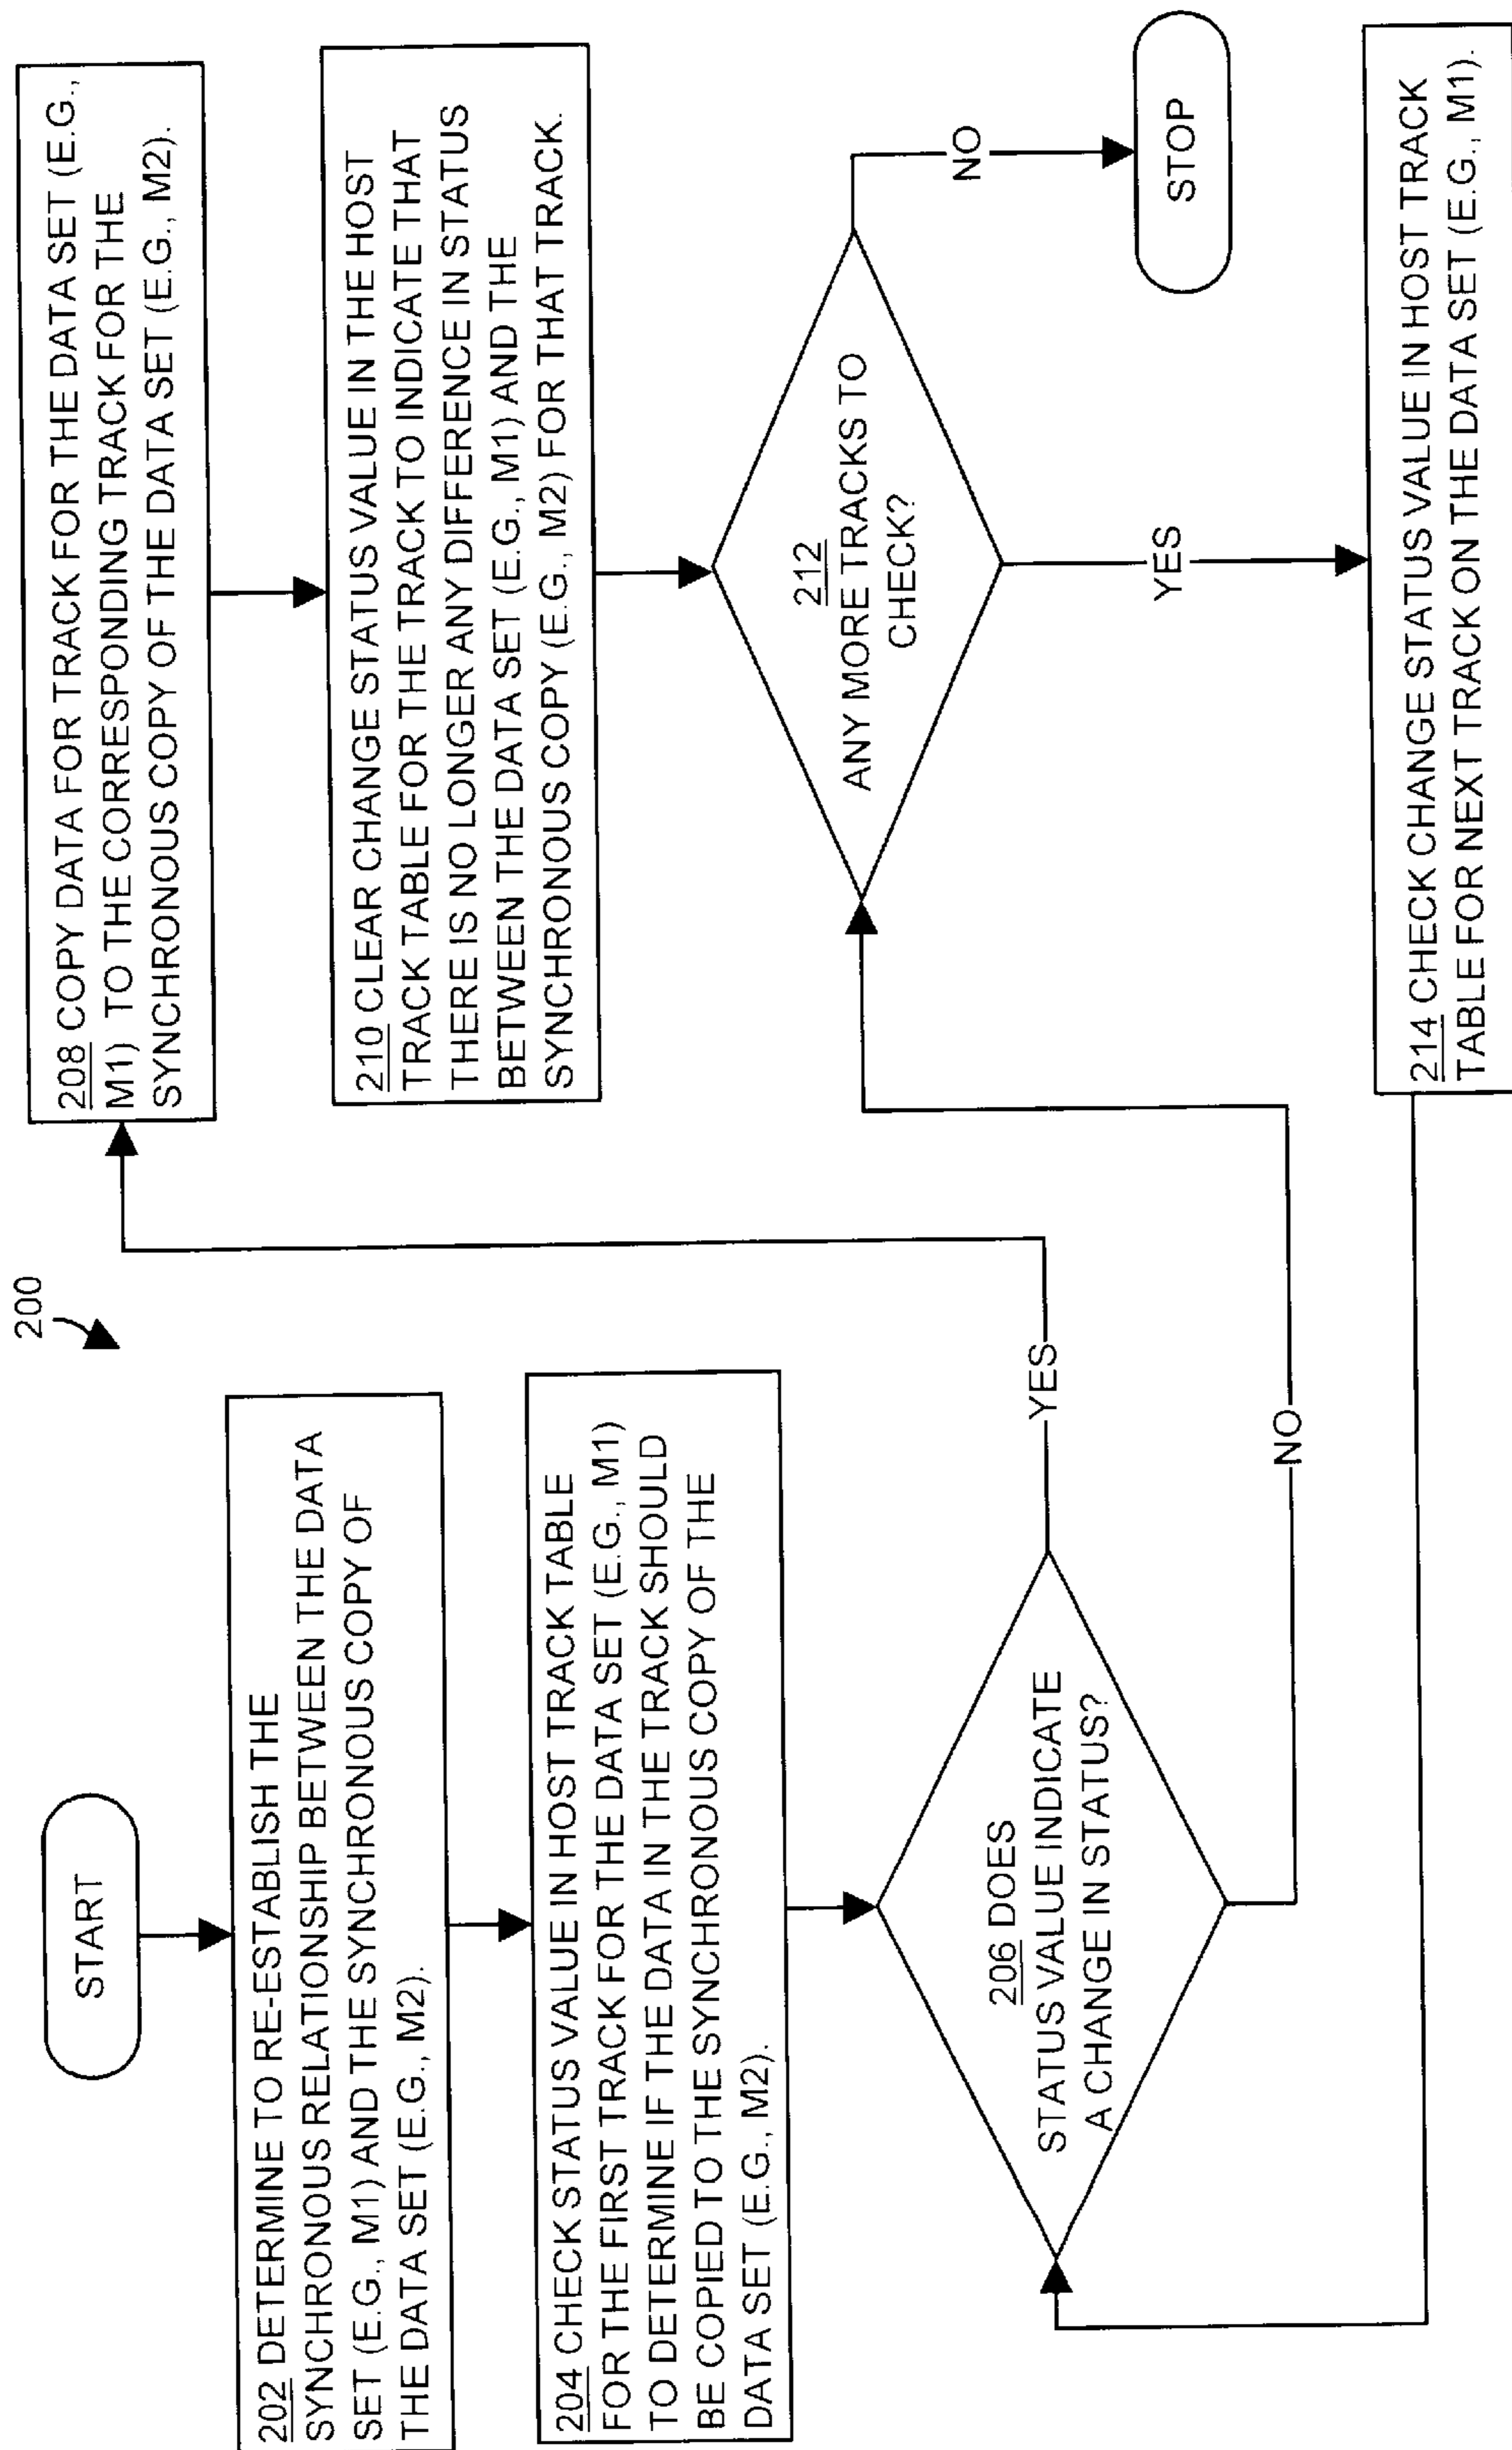 200
START
202 DETERMINE TO RE-ESTABLISH THE
SYNCHRONOUS RELATIONSHIP BETWEEN THE DATA
SET (E.G., M1) AND THE SYNCHRONOUS COPY OF
THE DATA SET (E.G., M2).
204 CHECK STATUS VALUE IN HOST TRACK TABLE
FOR THE FIRST TRACK FOR THE DATA SET (E.G., M1)
TO DETERMINE IF THE DATA IN THE TRACK SHOULD
BE COPIED TO THE SYNCHRONOUS COPY OF THE
DATA SET (E.G., M2).
206 DOES
STATUS VALUE INDICATE
A CHANGE IN STATUS?
YES
NO
208 COPY DATA FOR TRACK FOR THE DATA SET (E.G.,
M1) TO THE CORRESPONDING TRACK FOR THE
SYNCHRONOUS COPY OF THE DATA SET (E.G., M2).
210 CLEAR CHANGE STATUS VALUE IN THE HOST
TRACK TABLE FOR THE TRACK TO INDICATE THAT
THERE IS NO LONGER ANY DIFFERENCE IN STATUS
BETWEEN THE DATA SET (E.G., M1) AND THE
SYNCHRONOUS COPY (E.G., M2) FOR THAT TRACK.
212
ANY MORE TRACKS TO
CHECK?
NO
STOP
YES
214 CHECK CHANGE STATUS VALUE IN HOST TRACK
TABLE FOR NEXT TRACK ON THE DATA SET (E.G., M1).